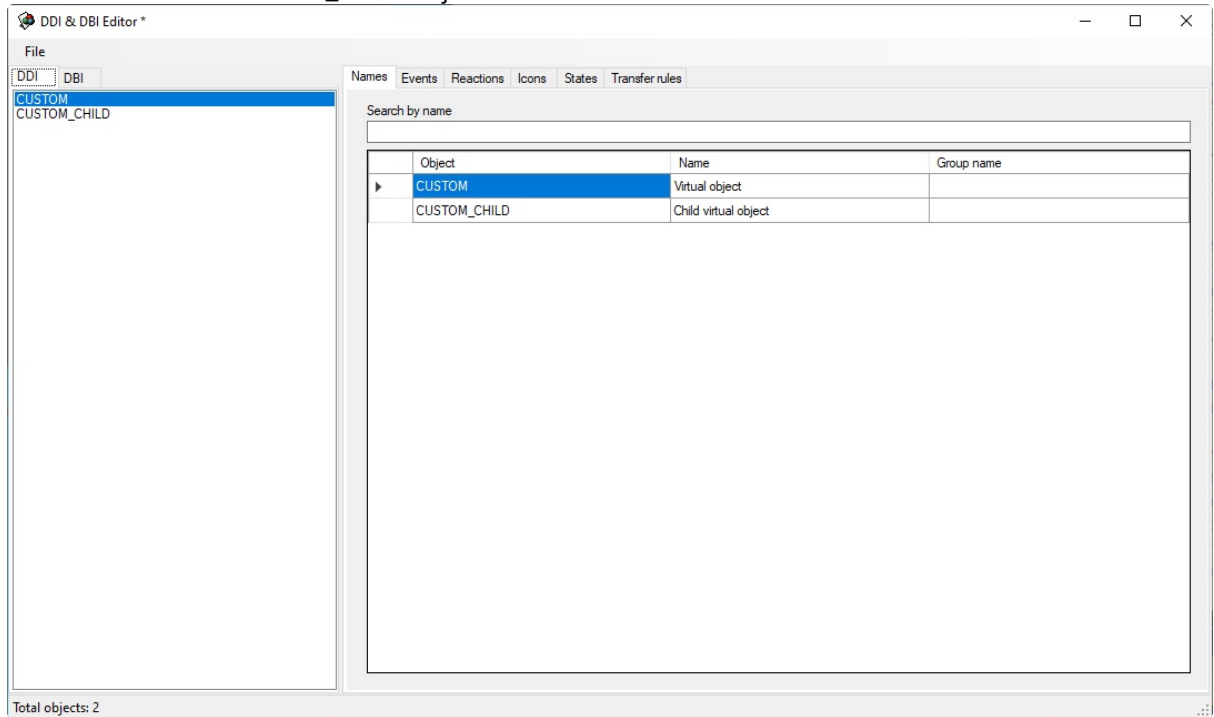 DDI & DBI Editor *
File
DDI DBI
Names Events Reactions Icons States Transfer rules
CUSTOM
CUSTOM_CHILD
Search by name
Object Name Group name
CUSTOM Virtual object
CUSTOM_CHILD Child virtual object
Total objects: 2